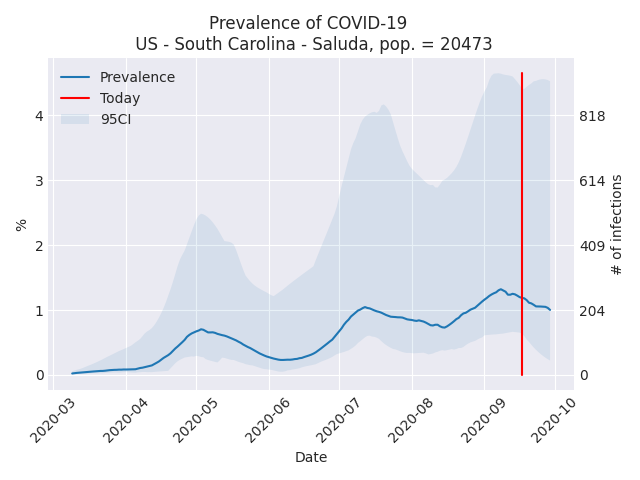 Prevalence of COVID-19
US - South Carolina - Saluda, pop. = 20473
Prevalence
Today
95CI
%
4
3
2
1
0
818
614
409
204
0
# of infections
2020-03
2020-04
2020-05
2020-06
2020-07
2020-08
2020-09
2020-10
Date